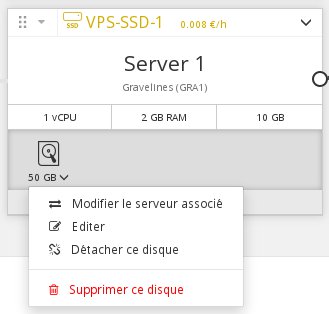 SSD VPS-SSD-1 0.008 €/h
Server 1
Gravelines (GRA1)
1 vCPU 2 GB RAM 10 GB
50 GB
Modifier le serveur associé
Editer
Détacher ce disque
Supprimer ce disque